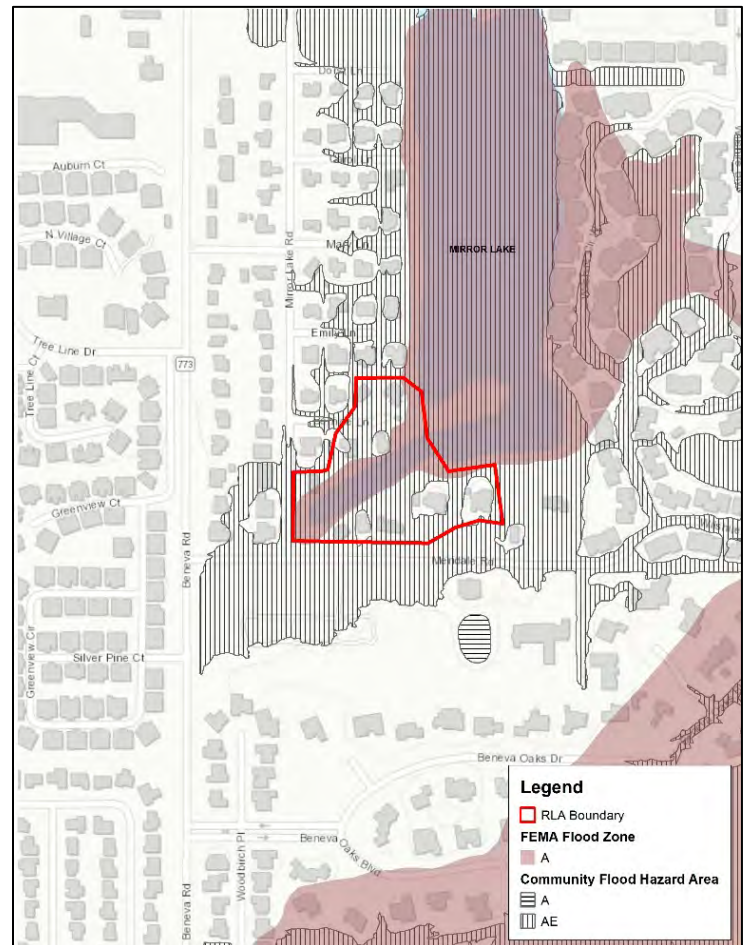 Auburn Ct
N Village Ct
Mirror Lake Rd
MIRROR LAKE
Tree Line Dr
773
Tree Line Ct
Greenview Ct
Beneva Rd
Mendale Rd
Greenview Cir
Silver Pine Ct
Beneva Oaks Dr
Beneva Oaks Blvd
Woodbirch Pl
Beneva Rd
Legend
RLA Boundary
FEMA Flood Zone
A
Community Flood Hazard Area
A
AE